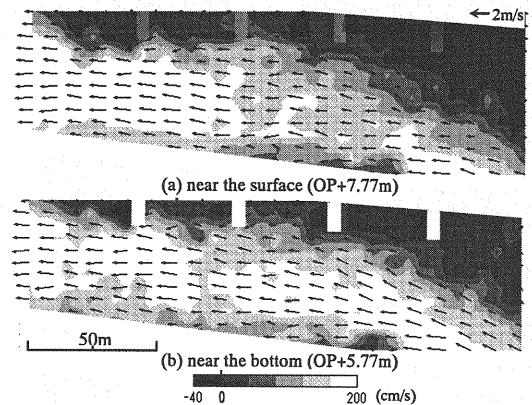 2m/s
(a) near the surface (OP+7.77m)
50m
(b) near the bottom (OP+5.77m)
-40 0 200 (cm/s)